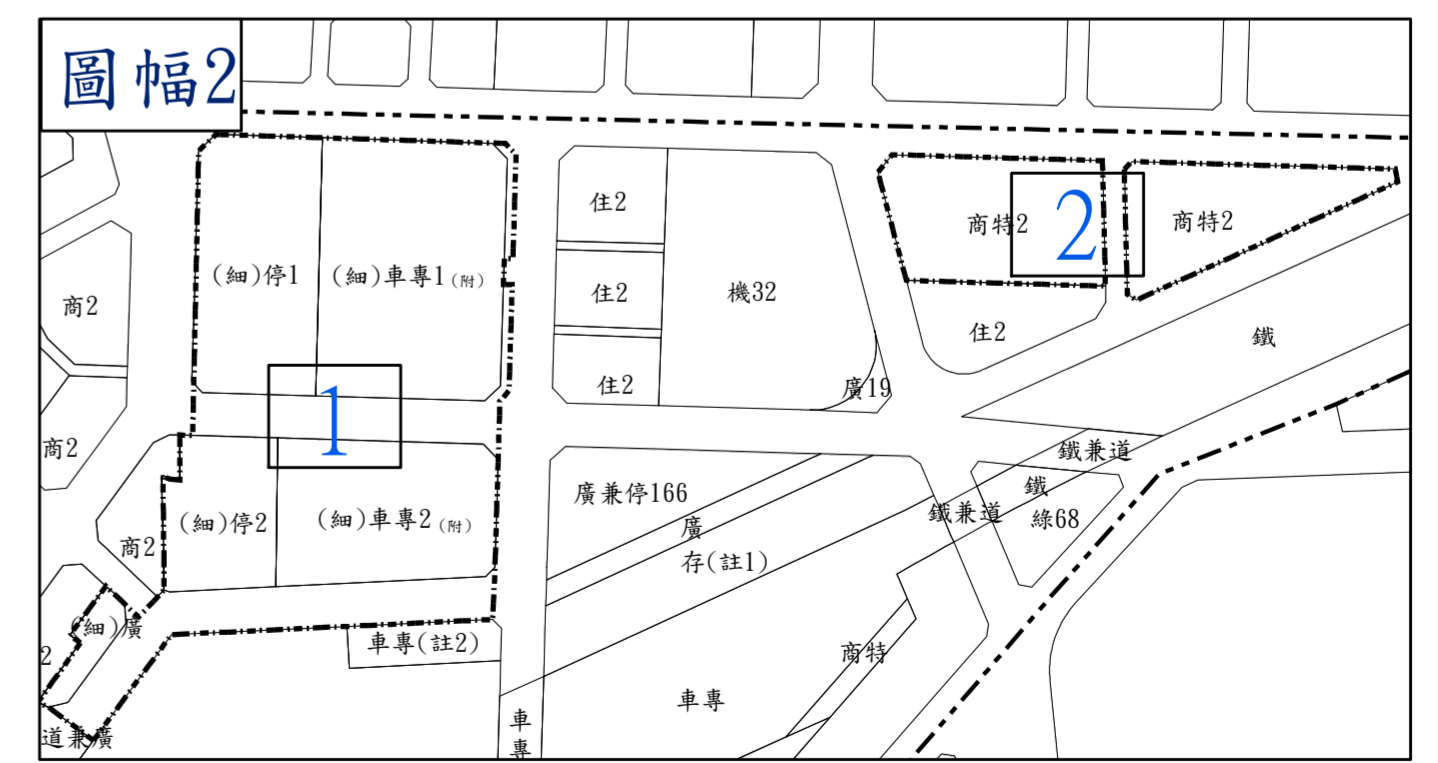 圖幅2
住2
商特2
2
商特2
(細)停1
(細)車專1(附)
住2
機32
商2
住2
鐵
住2
廣19
1
商2
鐵兼道
廣兼停166
鐵
(細)停2
(細)車專2(附)
廣
鐵兼道
綠68
商2
存(註1)
(細)廣
車專(註2)
2
商特
車專
道兼廣
車
專